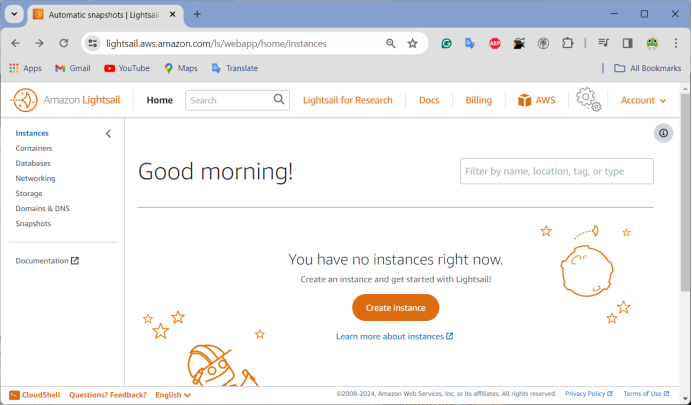 Automatic snapshots | Lightsail
lightsail.aws.amazon.com/ls/webapp/home/instances
Apps Gmail YouTube Maps Translate All Bookmarks
Amazon Lightsail Home Search Lightsail for Research Docs Billing AWS Account
Instances
Containers
Databases
Networking
Storage
Domains & DNS
Snapshots
Documentation
Good morning!
Filter by name, location, tag, or type
You have no instances right now.
Create an instance and get started with Lightsail!
Create instance
Learn more about instances
CloudShell Questions? Feedback? English ©2008-2024, Amazon Web Services, Inc. or its affiliates. All rights reserved. Privacy Policy Terms of Use